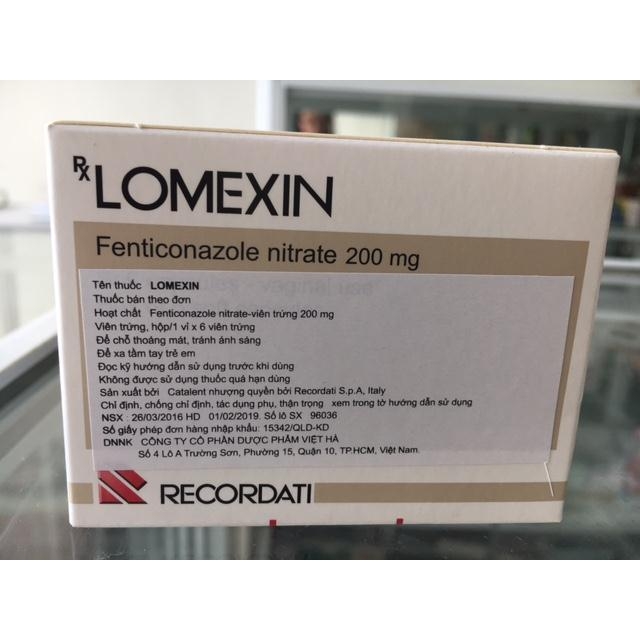 Rx LOMEXIN
Fenticonazole nitrate 200 mg
Tên thuốc LOMEXIN
Thuốc bán theo đơn
Hoạt chất Fenticonazole nitrate-viên trứng 200 mg
Viên trứng, hộp/1 vỉ x 6 viên trứng
Để chỗ thoáng mát, tránh ánh sáng
Để xa tầm tay trẻ em
Đọc kỹ hướng dẫn sử dụng trước khi dùng
Không được sử dụng thuốc quá hạn dùng
Sản xuất bởi Catalent nhượng quyền bởi Recordati S.p.A, Italy
Chỉ định, chống chỉ định, tác dụng phụ, thận trọng xem trong tờ hướng dẫn sử dụng
NSX : 26/03/2016 HD 01/02/2019. Số lô SX 96036
Số giấy phép đơn hàng nhập khẩu: 15342/QLD-KD
DNNK CÔNG TY CỔ PHẦN DƯỢC PHẨM VIỆT HÀ
Số 4 Lô A Trường Sơn, Phường 15, Quận 10, TP.HCM, Việt Nam.
RECORDATI